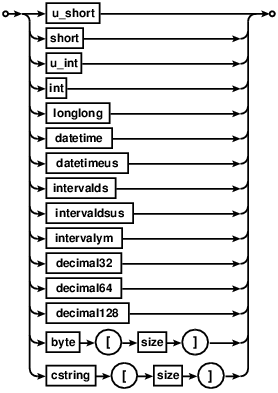 u_short
short
u_int
int
longlong
datetime
datetimeus
intervalds
intervaldsus
intervalym
decimal32
decimal64
decimal128
byte [ size ]
cstring [ size ]